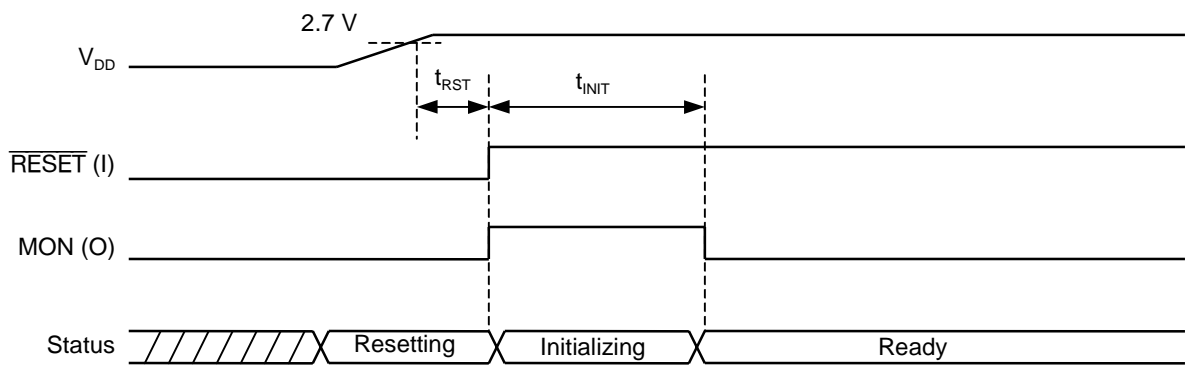 2.7 V
VDD
tRST
tINIT
RESET (I)
MON (O)
Status
Resetting
Initializing
Ready